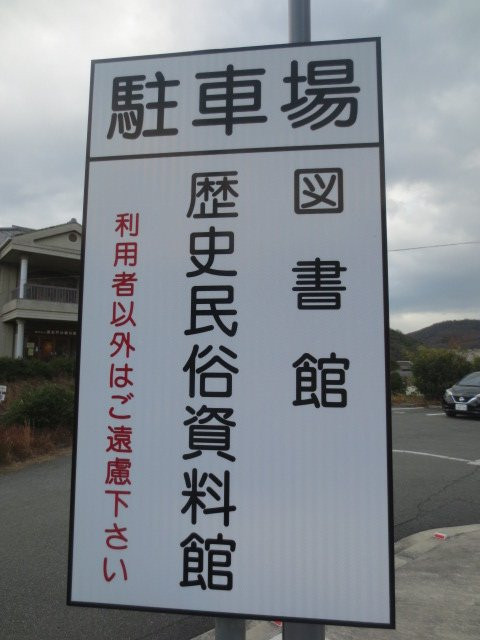 駐車場
図書館
歴史民俗資料館
利用者以外はご遠慮下さい